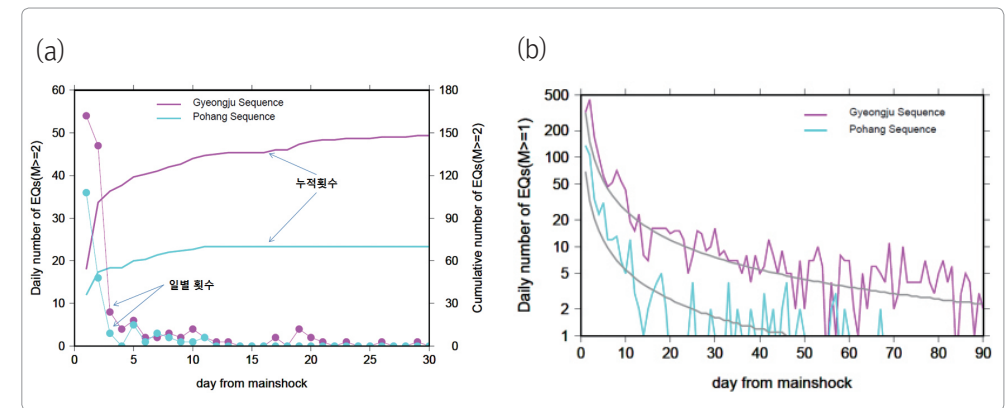 (a)
60
50
40
30
20
10
0
Daily number of EQs(M>=2)
Gyeongju Sequence
Pohang Sequence
누적횟수
일별 횟수
180
150
120
90
60
30
0
Cumulative number of EQs(M>=2)
0 5 10 15 20 25 30
day from mainshock
(b)
500
200
100
50
20
10
5
2
1
Daily number of EQs(M>=1)
Gyeongju Sequence
Pohang Sequence
0 10 20 30 40 50 60 70 80 90
day from mainshock